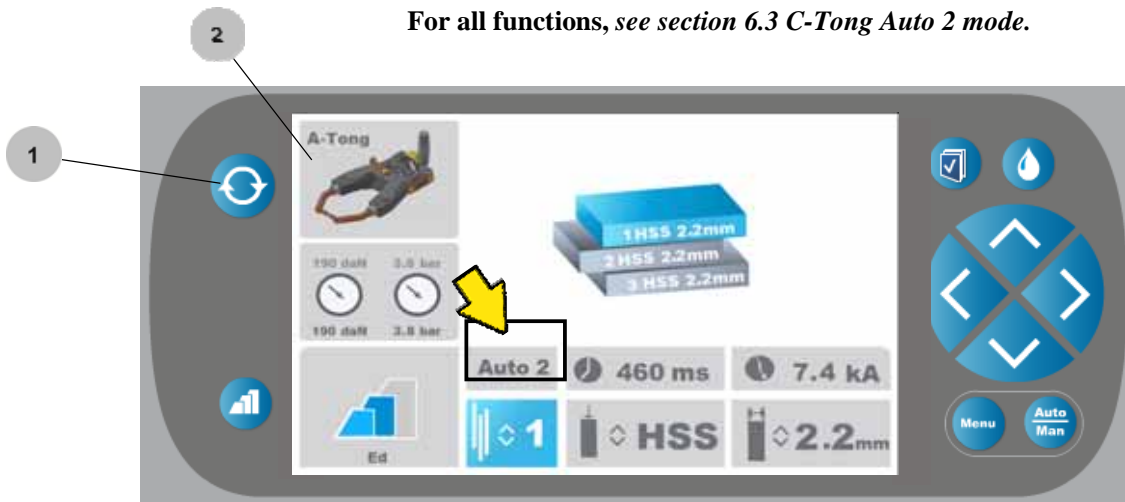 For all functions, see section 6.3 C-Tong Auto 2 mode.
2
1
A-Tong
1 HSS 2.2mm
2 HSS 2.2mm
3 HSS 2.2mm
190 daN 3.8 bar
190 daN 3.8 bar
Auto 2 460 ms 7.4 kA
1 HSS 2.2mm
Ed
Menu
Auto
Man